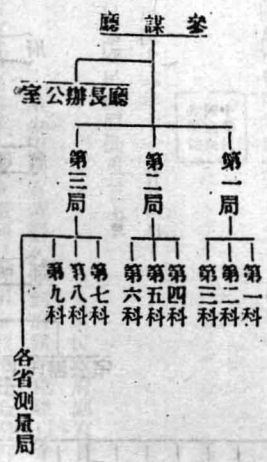 參謀廳
廳長辦公室
第一局
第二局
第三局
第一科
第二科
第三科
第四科
第五科
第六科
第七科
第八科
第九科
各省測量局